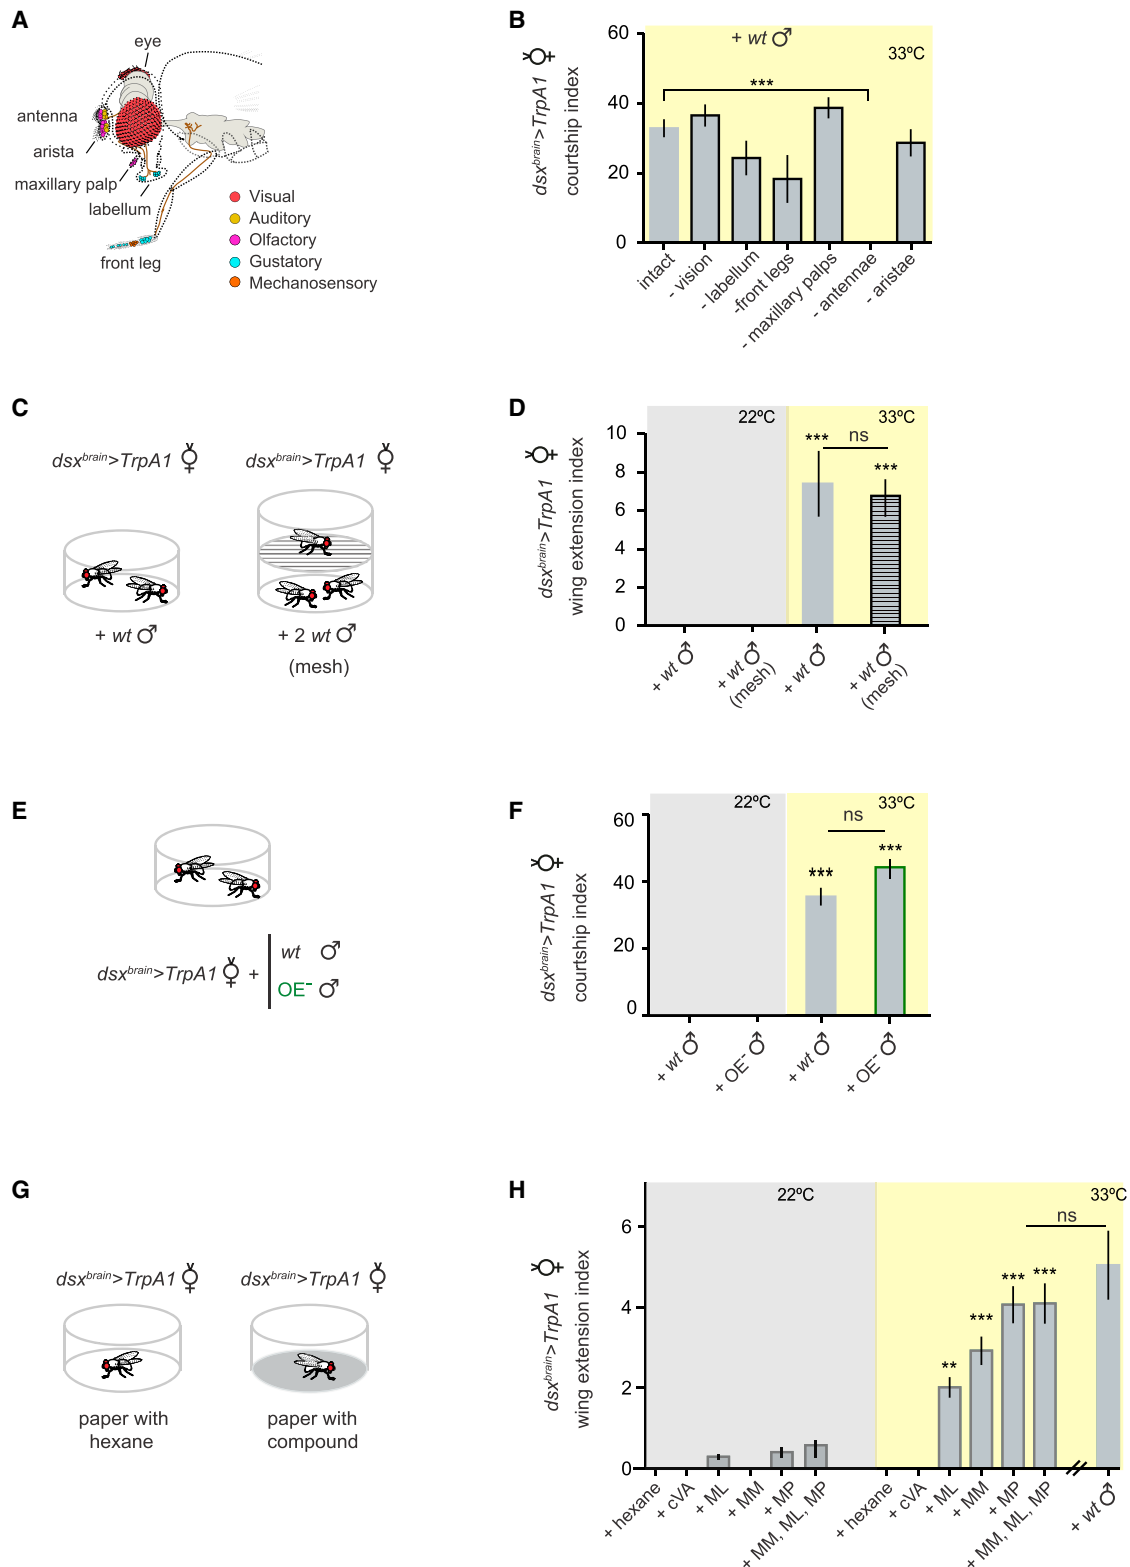 A
eye
antenna
arista
maxillary palp
labellum
front leg
Visual
Auditory
Olfactory
Gustatory
Mechanosensory
B
+ wt ♂
33ºC
***
dsxbrain>TrpA1 ⚥
courtship index
60
40
20
0
intact
- vision
- labellum
-front legs
- maxillary palps
- antennae
- aristae
C
dsxbrain>TrpA1
dsxbrain>TrpA1
+ wt ♂
+ 2 wt ♂
(mesh)
D
22ºC
33ºC
*** ns
***
dsxbrain>TrpA1
wing extension index
10
8
6
4
2
0
+ wt ♂
+ wt ♂
(mesh)
+ wt ♂
+ wt ♂
(mesh)
E
dsxbrain>TrpA1 +
wt ♂
OE- ♂
F
22ºC
33ºC
ns
***
***
dsxbrain>TrpA1
courtship index
60
40
20
0
+ wt ♂
+ OE- ♂
+ wt ♂
+ OE- ♂
G
dsxbrain>TrpA1
dsxbrain>TrpA1
paper with
hexane
paper with
compound
H
22ºC
33ºC
ns
**
***
***
***
dsxbrain>TrpA1
wing extension index
6
4
2
0
+ hexane
+ cVA
+ ML
+ MM
+ MP
+ MM, ML, MP
+ hexane
+ cVA
+ ML
+ MM
+ MP
+ MM, ML, MP
+ wt ♂